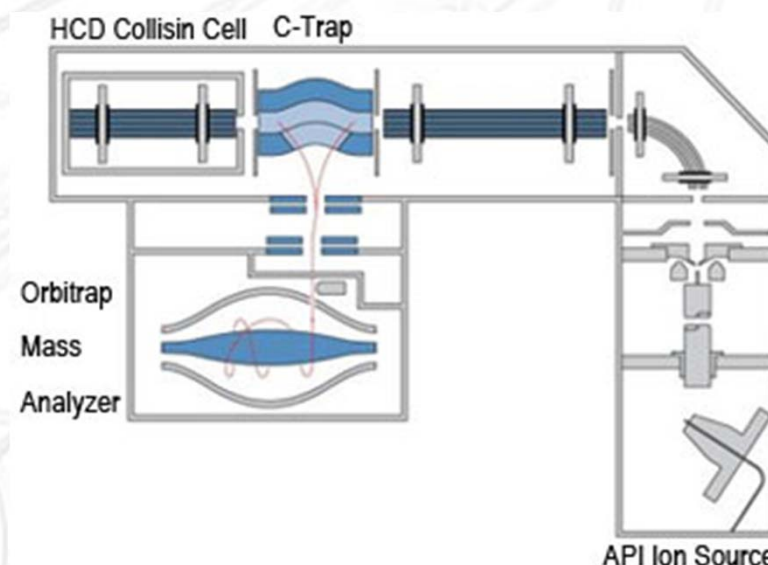 HCD Collisin Cell C-Trap
Orbitrap
Mass
Analyzer
API Ion Source